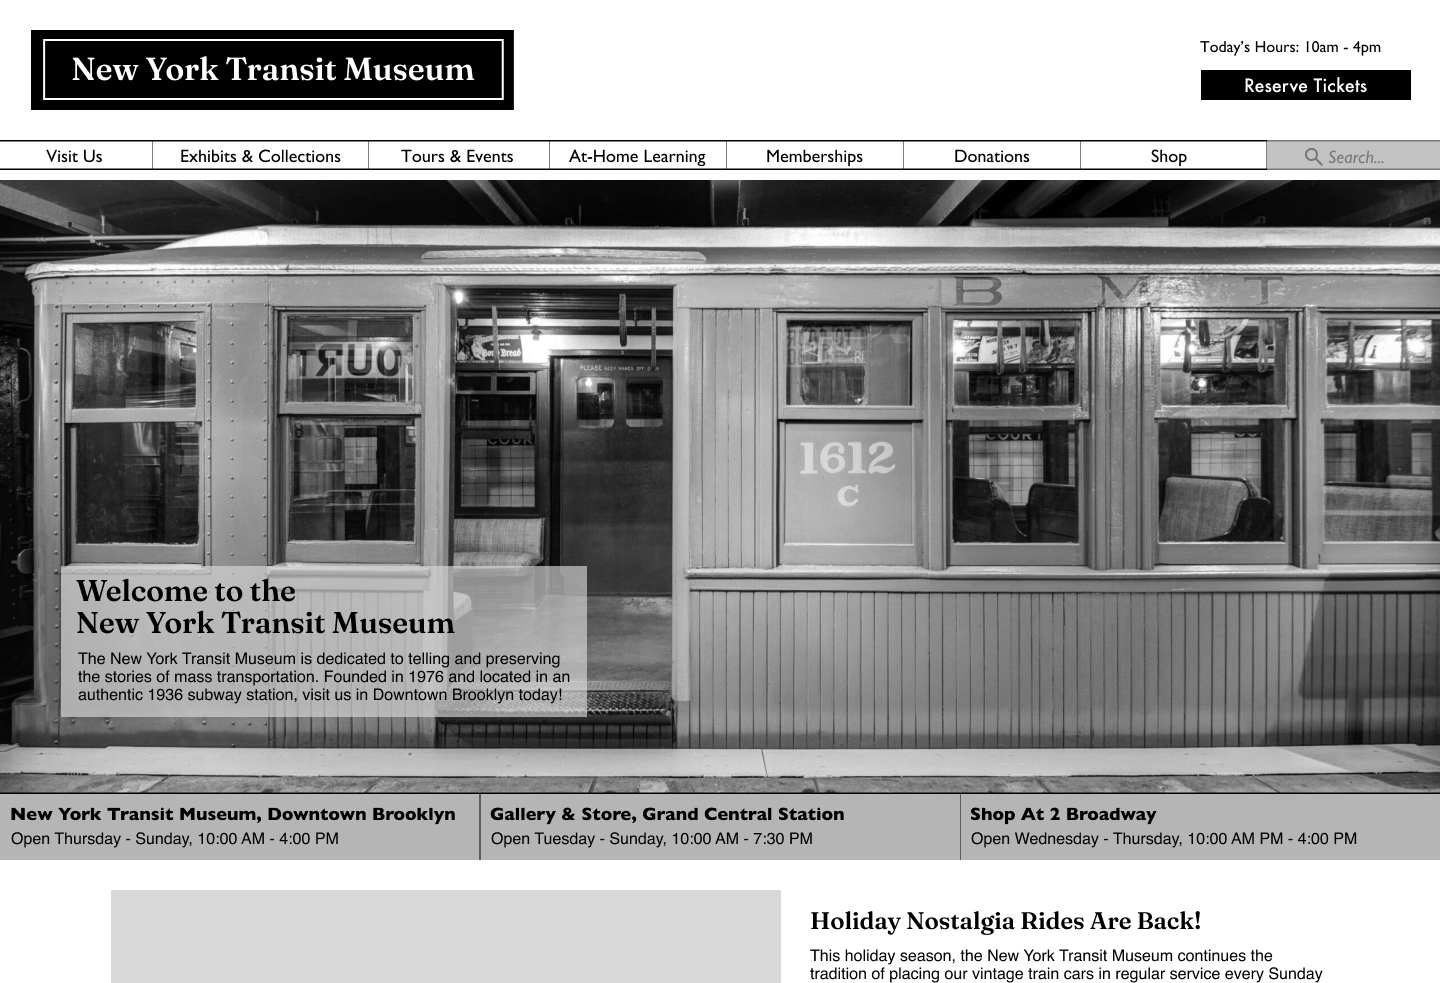 New York Transit Museum
Today's Hours: 10am - 4pm
Reserve Tickets
Visit Us
Exhibits & Collections
Tours & Events
At-Home Learning
Memberships
Donations
Shop
Search...
B M T
PLEASE KEEP HANDS OFF
Bread
COURT
1612
C
COURT
Welcome to the
New York Transit Museum
The New York Transit Museum is dedicated to telling and preserving
the stories of mass transportation. Founded in 1976 and located in an
authentic 1936 subway station, visit us in Downtown Brooklyn today!
New York Transit Museum, Downtown Brooklyn
Open Thursday - Sunday, 10:00 AM - 4:00 PM
Gallery & Store, Grand Central Station
Open Tuesday - Sunday, 10:00 AM - 7:30 PM
Shop At 2 Broadway
Open Wednesday - Thursday, 10:00 AM PM - 4:00 PM
Holiday Nostalgia Rides Are Back!
This holiday season, the New York Transit Museum continues the
tradition of placing our vintage train cars in regular service every Sunday